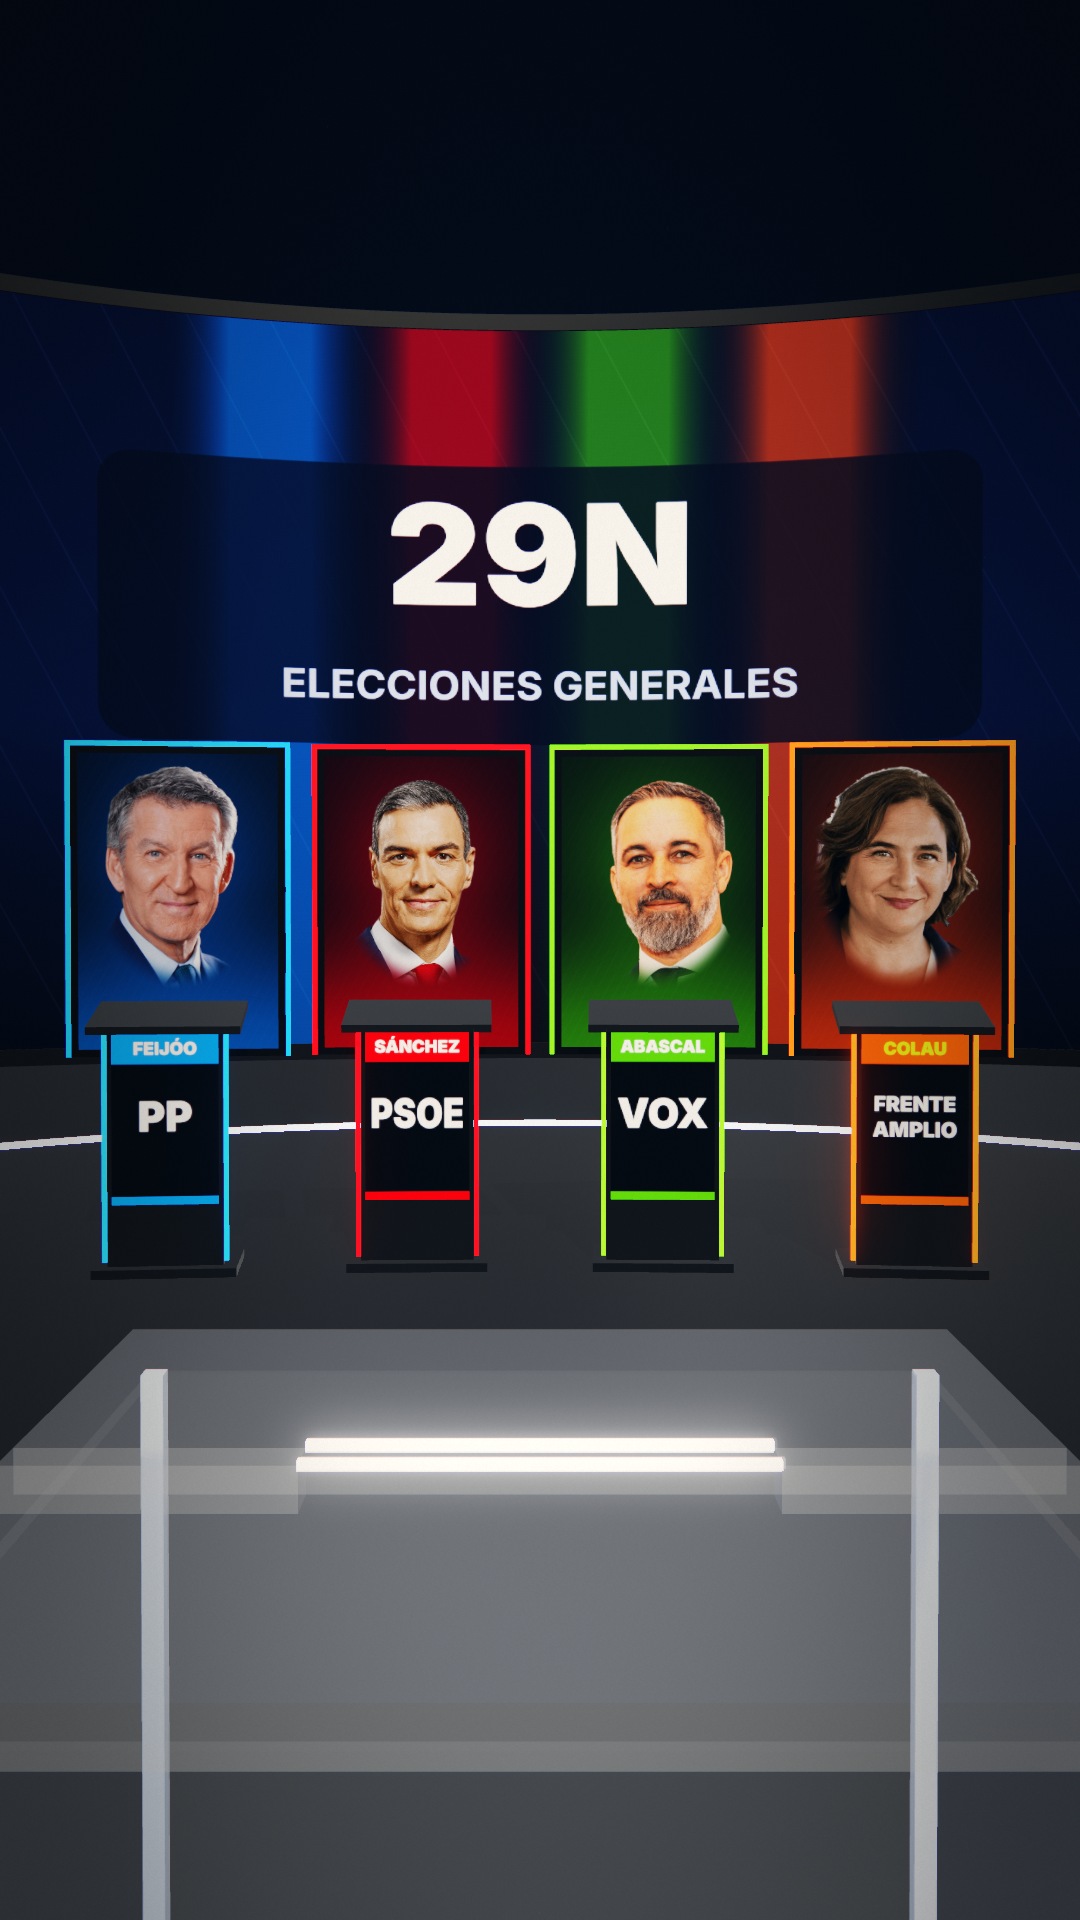 29N
ELECCIONES GENERALES
FEIJÓO
SÁNCHEZ
ABASCAL
COLAU
PP
PSOE
VOX
FRENTE
AMPLIO